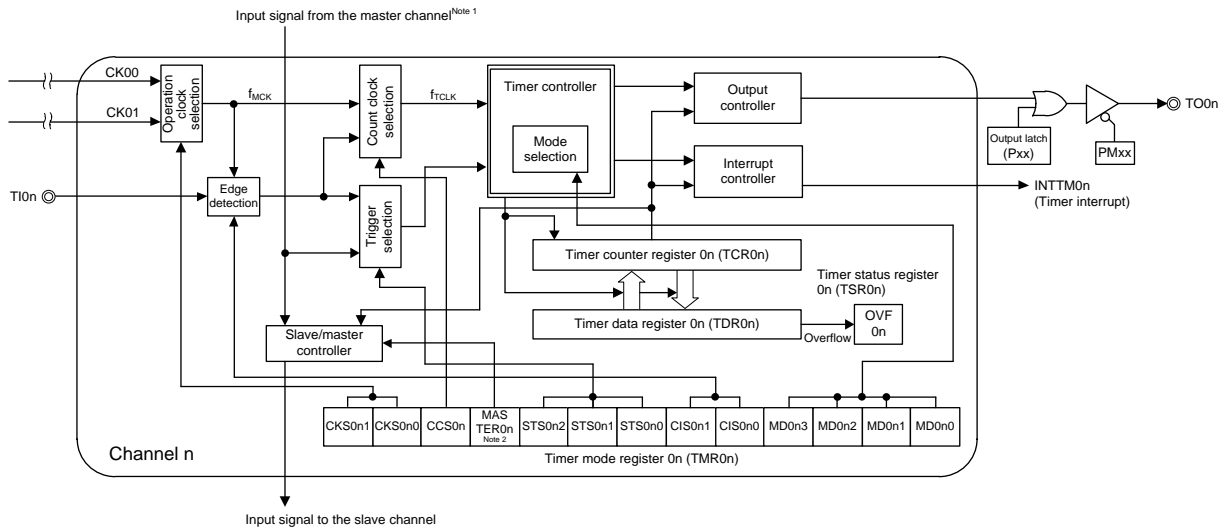 Input signal from the master channel Note 1
CK00
CK01
Operation
clock
selection
fMCK
Count clock
selection
fTCLK
Timer controller
Mode
selection
Output
controller
Interrupt
controller
Output latch
(Pxx)
PMxx
TO0n
INTTM0n
(Timer interrupt)
TI0n
Edge
detection
Trigger
selection
Timer counter register 0n (TCR0n)
Timer status register
0n (TSR0n)
Timer data register 0n (TDR0n)
Overflow
OVF
0n
Slave/master
controller
CKS0n1
CKS0n0
CCS0n
MAS
TER0n
Note 2
STS0n2
STS0n1
STS0n0
CIS0n1
CIS0n0
MD0n3
MD0n2
MD0n1
MD0n0
Channel n
Timer mode register 0n (TMR0n)
Input signal to the slave channel